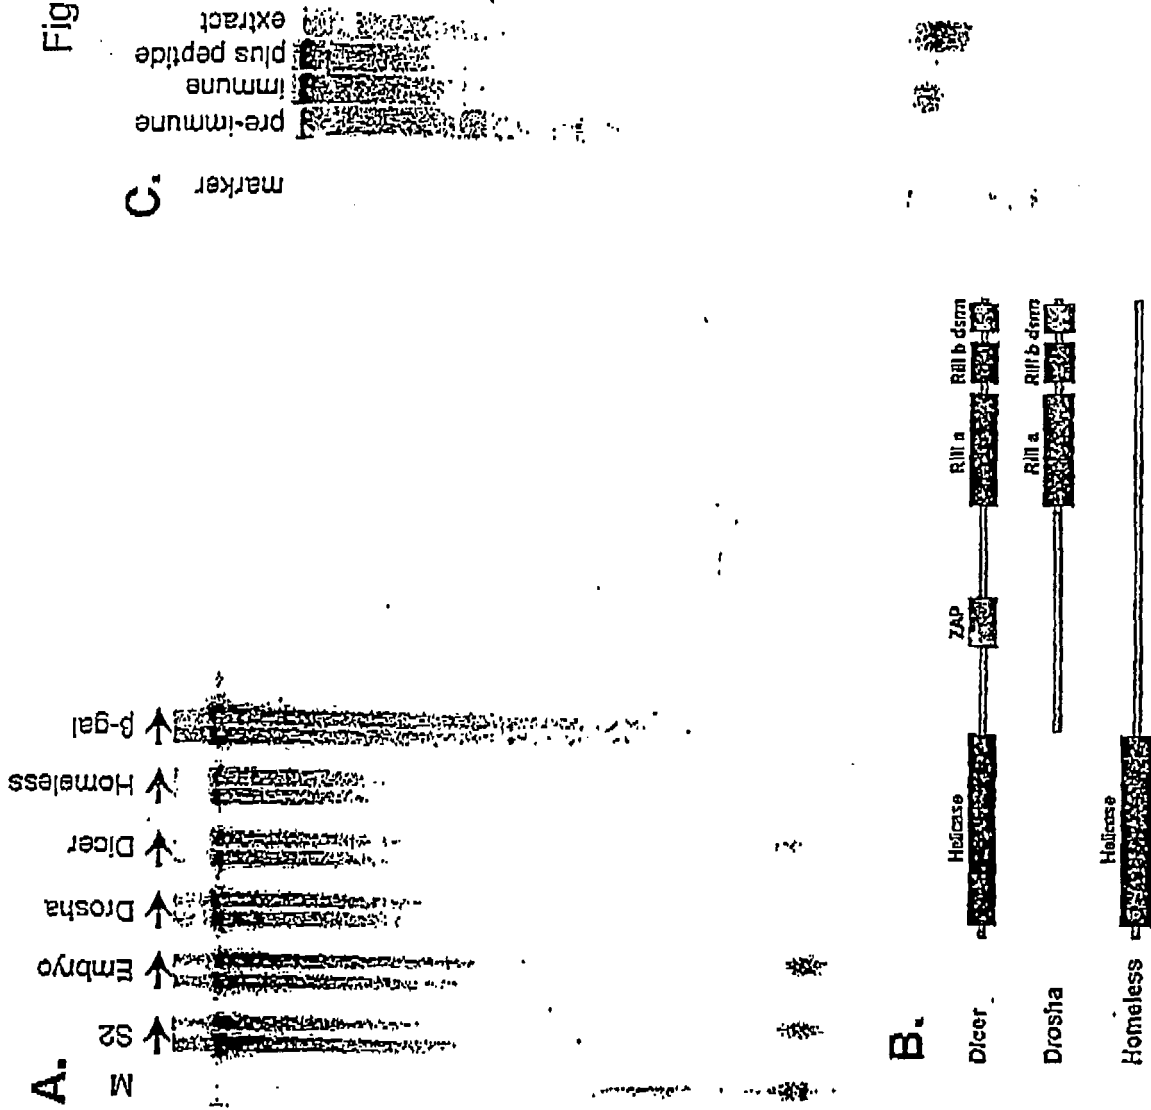 Fig
A.
M
S2
Embryo
Drosha
Dicer
Homeless
β-gal
B.
Dicer
Helicase
ZAP
RIII a
RIII b
dsrm
Drosha
RIII a
RIII b
dsrm
Homeless
Helicase
C.
marker
pre-immune
immune
plus peptide
extract